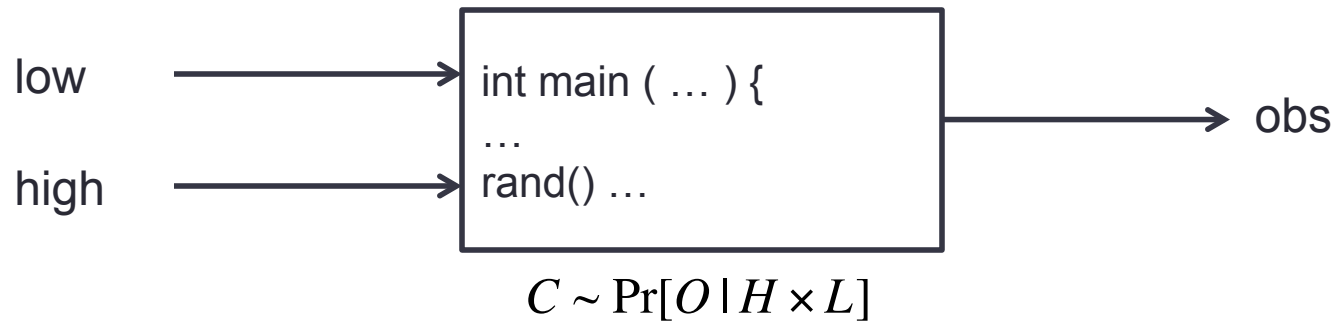 low
high
int main ( … ) {
…
rand() …
obs
C ~ Pr[O | H × L]